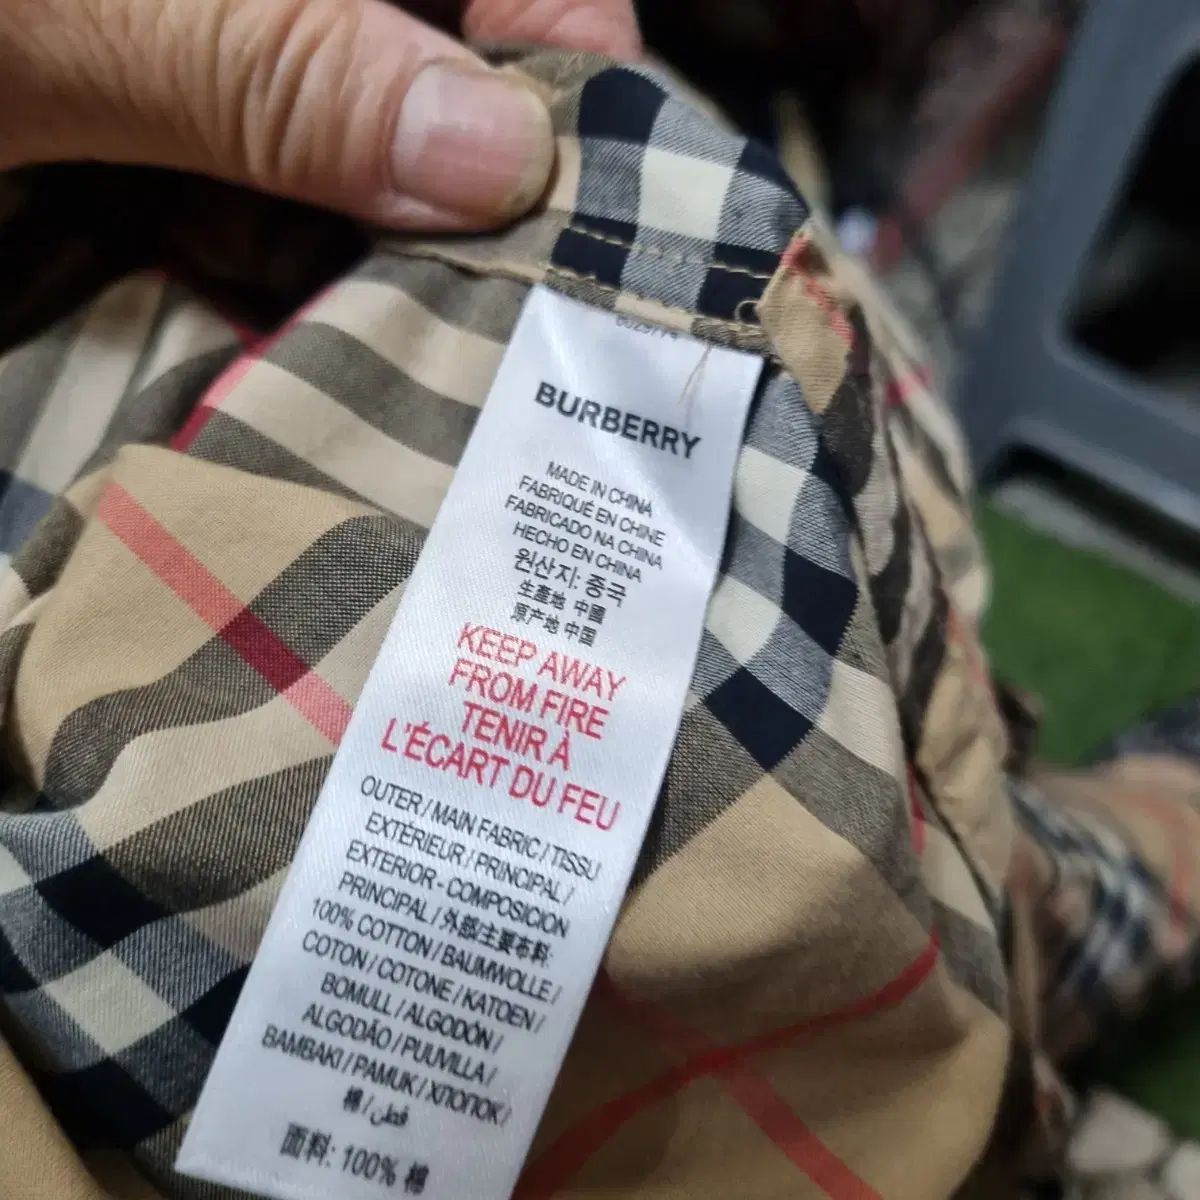 BURBERRY
MADE IN CHINA
FABRIQUÉ EN CHINE
FABRICADO NA CHINA
HECHO EN CHINA
원산지: 중국
生產地 中國
原产地 中国
KEEP AWAY
FROM FIRE
TENIR À
L'ÉCART DU FEU
OUTER / MAIN FABRIC / TISSU
EXTÉRIEUR / PRINCIPAL /
EXTERIOR - COMPOSICION
PRINCIPAL / 外部/主要布料:
100% COTTON / BAUMWOLLE /
COTON / COTONE / KATOEN /
BOMULL / ALGODÓN /
ALGODÃO / PUUVILLA /
BAMBAKI / PAMUK / ХЛОПОК /
棉 / قطن
面料: 100% 棉